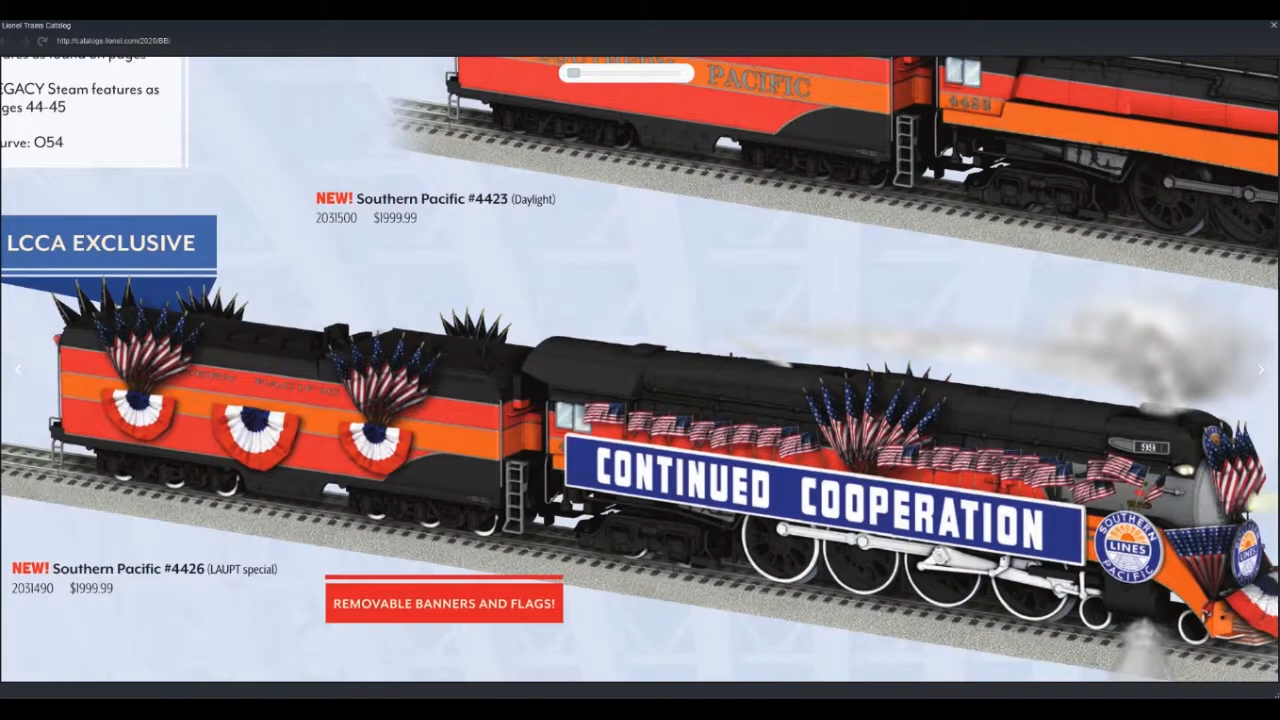 Lionel Trains Catalog
http://catalogs.lionel.com/2020/BB/
EGACY Steam features as
ges 44-45
urve: O54
PACIFIC
4423
NEW! Southern Pacific #4423 (Daylight)
2031500 $1999.99
LCCA EXCLUSIVE
PACIFIC
99
CONTINUED COOPERATION
SOUTHERN
LINES
PACIFIC
LINES
NEW! Southern Pacific #4426 (LAUPT special)
2031490 $1999.99
REMOVABLE BANNERS AND FLAGS!